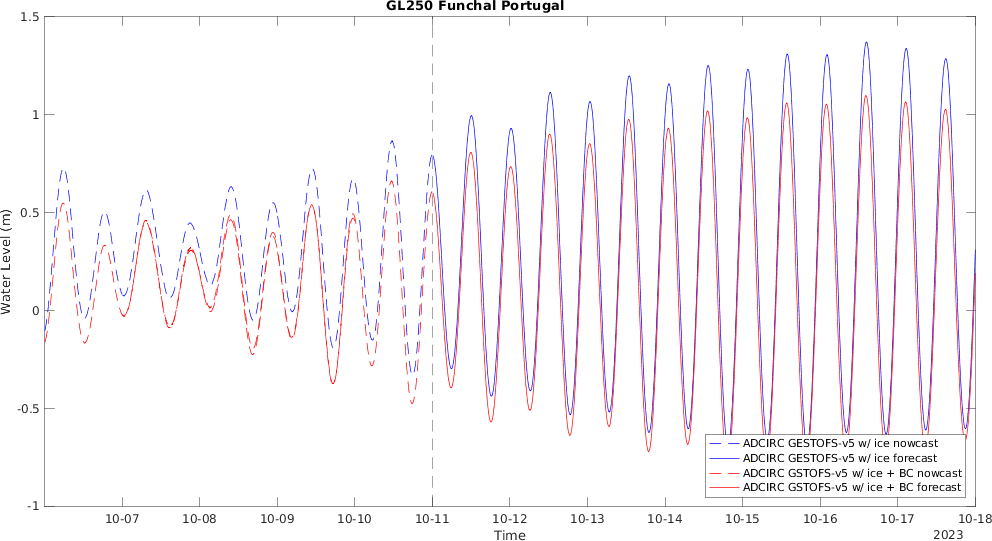 GL250 Funchal Portugal
1.5
1
0.5
0
-0.5
-1
Water Level (m)
ADCIRC GESTOFS-v5 w/ ice nowcast
ADCIRC GESTOFS-v5 w/ ice forecast
ADCIRC GSTOFS-v5 w/ ice + BC nowcast
ADCIRC GSTOFS-v5 w/ ice + BC forecast
10-07 10-08 10-09 10-10 10-11 10-12 10-13 10-14 10-15 10-16 10-17 10-18
Time
2023